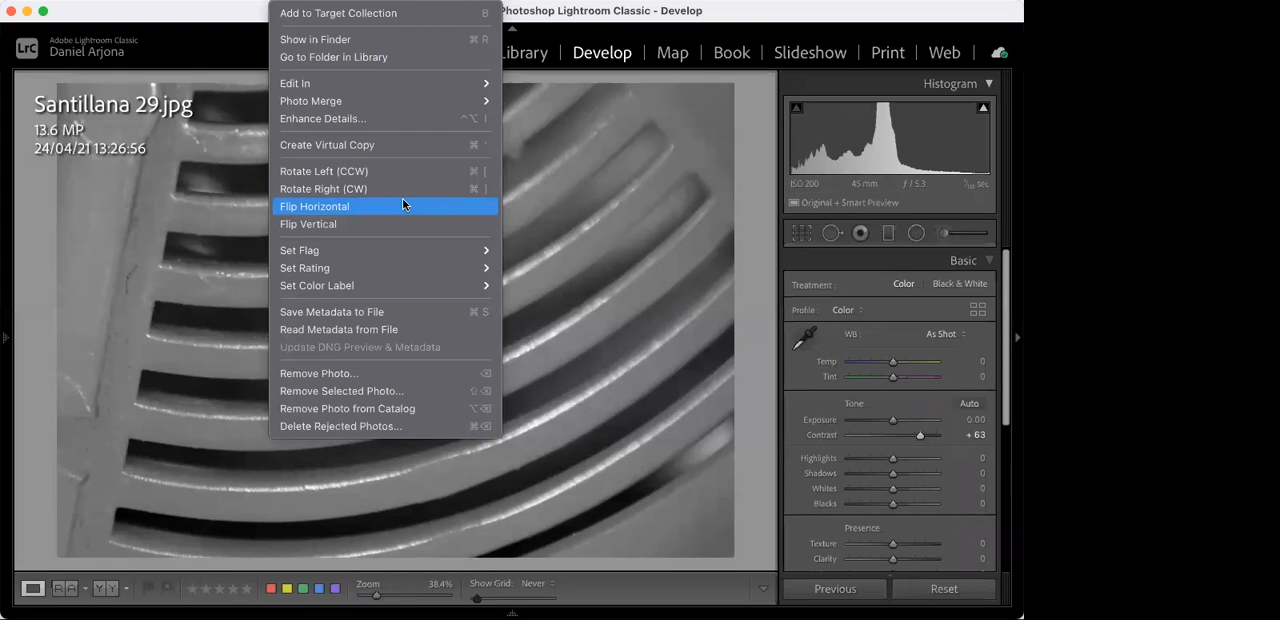 Photoshop Lightroom Classic - Develop
Adobe Lightroom Classic
Daniel Arjona
LrC
Library
Develop
Map
Book
Slideshow
Print
Web
Santillana 29.jpg
13.6 MP
24/04/21 13:26:56
Add to Target Collection B
Show in Finder ⌘ R
Go to Folder in Library
Edit In
Photo Merge
Enhance Details... ^⌥ I
Create Virtual Copy ⌘ '
Rotate Left (CCW) ⌘ [
Rotate Right (CW) ⌘ ]
Flip Horizontal
Flip Vertical
Set Flag
Set Rating
Set Color Label
Save Metadata to File ⌘ S
Read Metadata from File
Update DNG Preview & Metadata
Remove Photo... ⌫
Remove Selected Photo... ⇧⌫
Remove Photo from Catalog ⌥⌫
Delete Rejected Photos... ⌘⌫
Histogram
ISO 200 45 mm ƒ / 5.3 sec
Original + Smart Preview
Basic
Treatment : Color Black & White
Profile : Color
WB : As Shot
Temp 0
Tint 0
Tone Auto
Exposure 0.00
Contrast + 63
Highlights 0
Shadows 0
Whites 0
Blacks 0
Presence
Texture 0
Clarity 0
Previous Reset
R A Y Y
Zoom 38.4%
Show Grid: Never